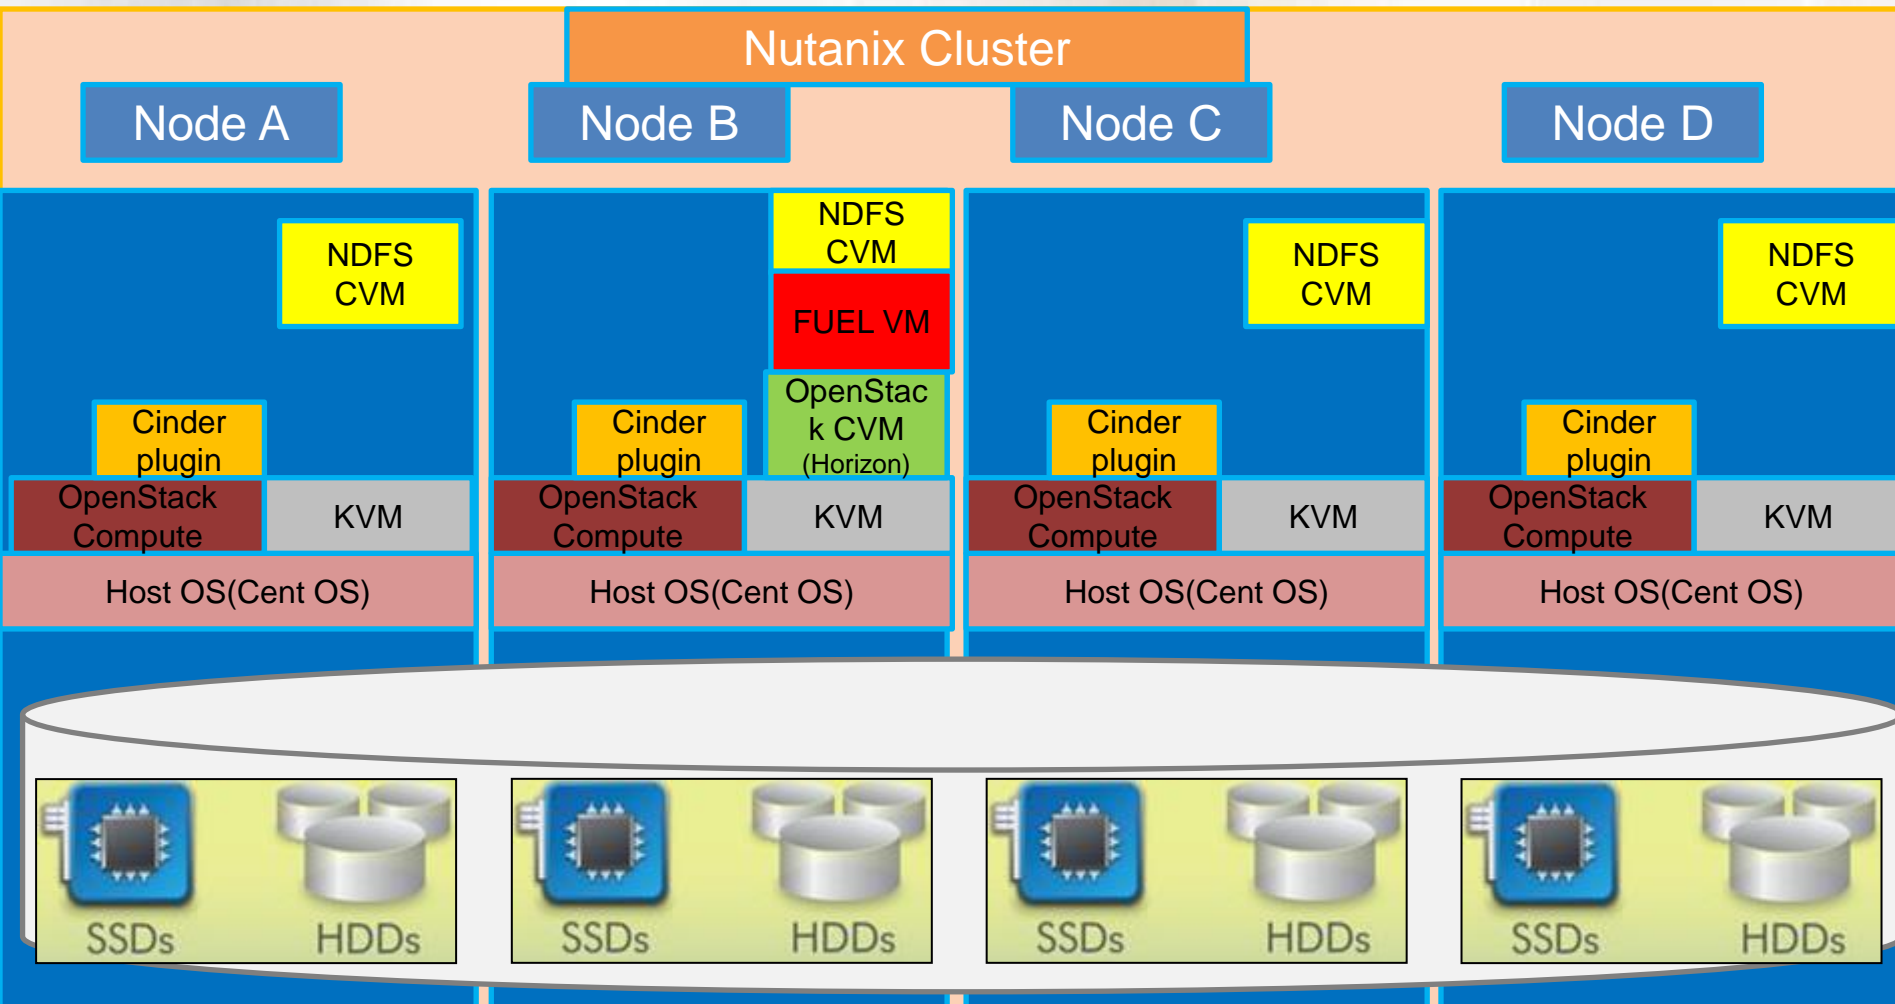 Nutanix Cluster
Node A
Node B
Node C
Node D
NDFS
CVM
NDFS
CVM
NDFS
CVM
NDFS
CVM
FUEL VM
Cinder
plugin
Cinder
plugin
OpenStac
k CVM
(Horizon)
Cinder
plugin
Cinder
plugin
OpenStack
Compute
KVM
OpenStack
Compute
KVM
OpenStack
Compute
KVM
OpenStack
Compute
KVM
Host OS(Cent OS)
Host OS(Cent OS)
Host OS(Cent OS)
Host OS(Cent OS)
SSDs
HDDs
SSDs
HDDs
SSDs
HDDs
SSDs
HDDs